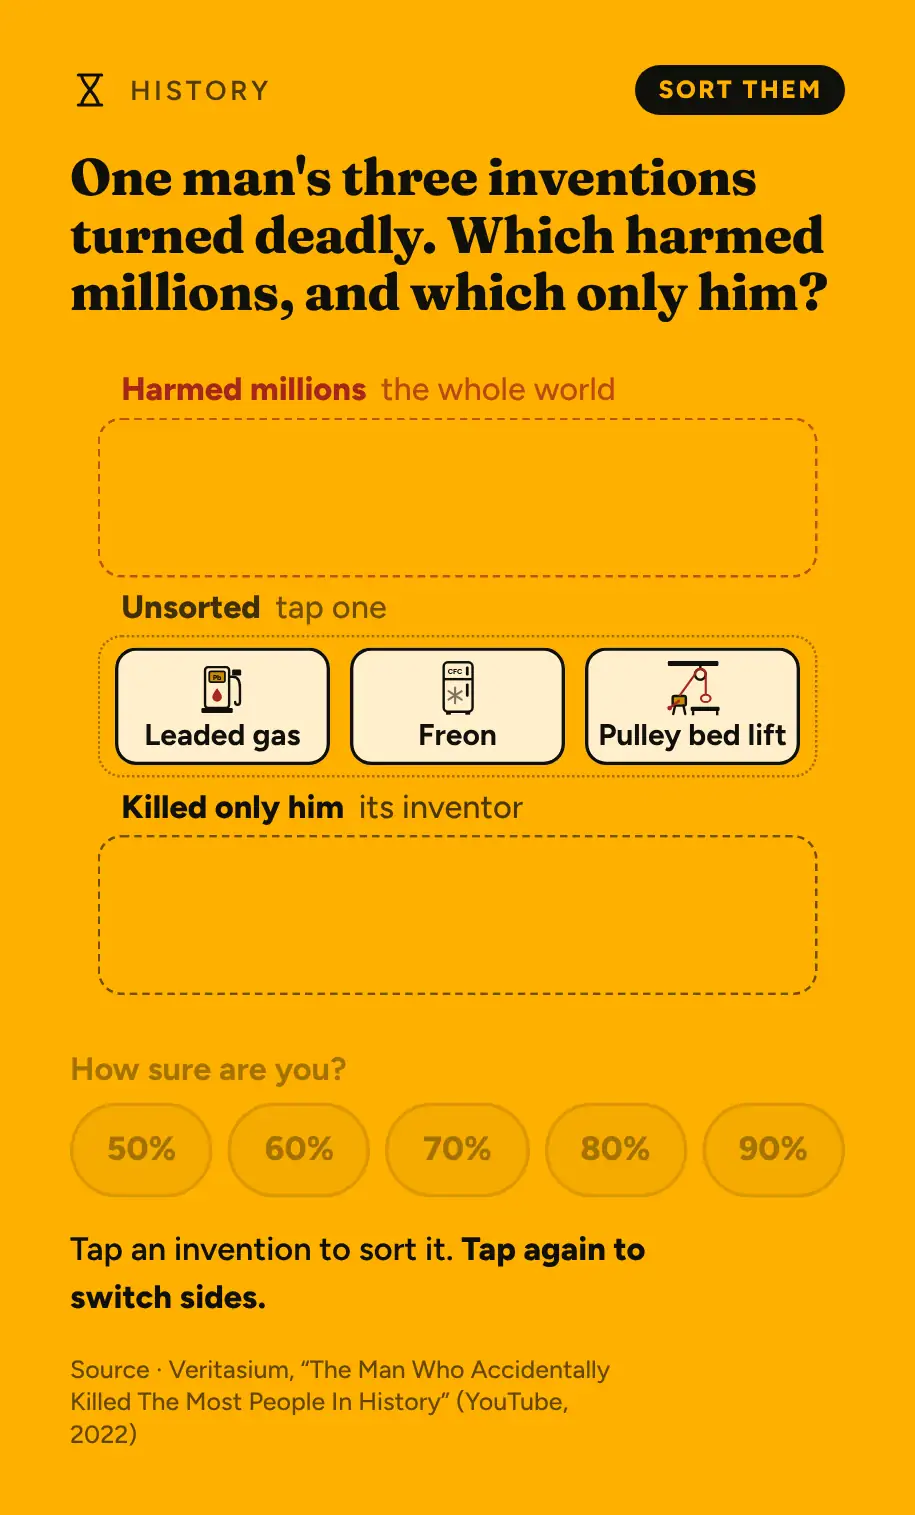 HISTORY
SORT THEM
One man's three inventions
turned deadly. Which harmed
millions, and which only him?
Harmed millions the whole world
Unsorted tap one
Pb
CFC
Leaded gas
Freon
Pulley bed lift
Killed only him its inventor
How sure are you?
50%
60%
70%
80%
90%
Tap an invention to sort it. Tap again to
switch sides.
Source · Veritasium, “The Man Who Accidentally
Killed The Most People In History” (YouTube,
2022)